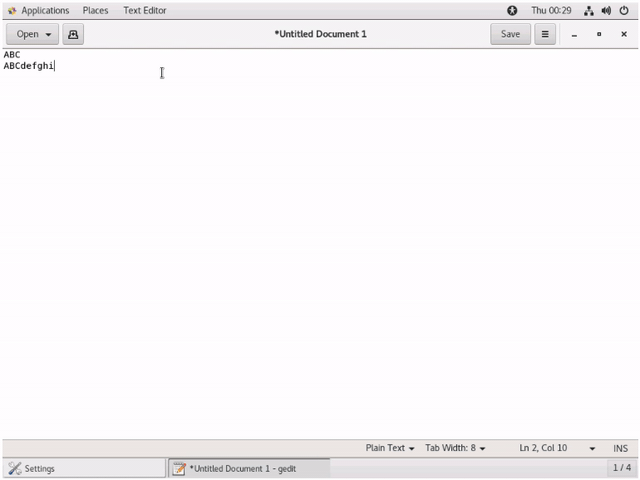 Applications Places Text Editor Thu 00:29
Open *Untitled Document 1 Save
ABC
ABCdefghi
Plain Text Tab Width: 8 Ln 2, Col 10 INS
Settings *Untitled Document 1 - gedit 1 / 4